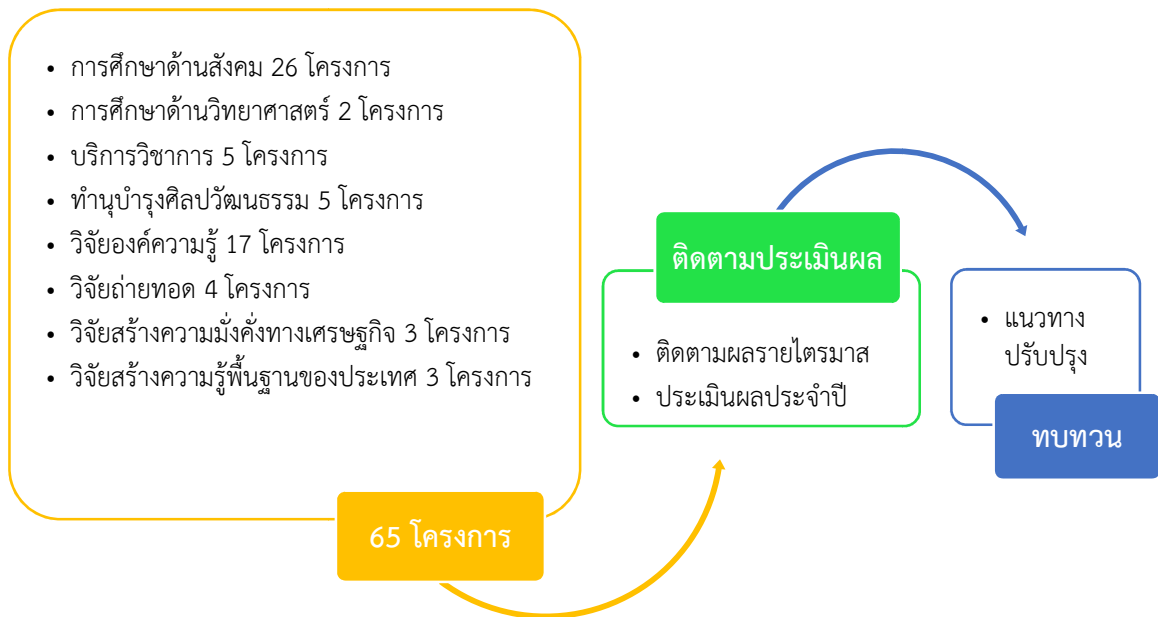 • การศึกษาด้านสังคม 26 โครงการ
• การศึกษาด้านวิทยาศาสตร์ 2 โครงการ
• บริการวิชาการ 5 โครงการ
• ทำนุบำรุงศิลปวัฒนธรรม 5 โครงการ
• วิจัยองค์ความรู้ 17 โครงการ
• วิจัยถ่ายทอด 4 โครงการ
• วิจัยสร้างความมั่งคั่งทางเศรษฐกิจ 3 โครงการ
• วิจัยสร้างความรู้พื้นฐานของประเทศ 3 โครงการ
65 โครงการ
ติดตามประเมินผล
• ติดตามผลรายไตรมาส
• ประเมินผลประจำปี
• แนวทาง
ปรับปรุง
ทบทวน